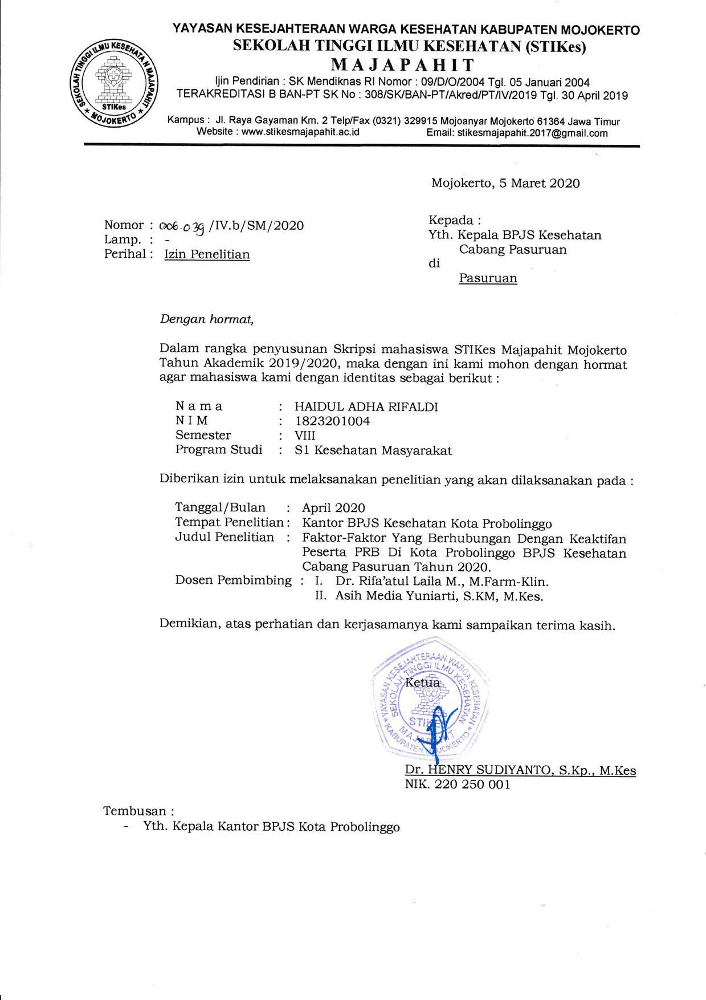 YAYASAN KESEJAHTERAAN WARGA KESEHATAN KABUPATEN MOJOKERTO
SEKOLAH TINGGI ILMU KESEHATAN (STIKes)
MAJAPAHIT
Ijin Pendirian : SK Mendiknas RI Nomor : 09/D/O/2004 Tgl. 05 Januari 2004
TERAKREDITASI B BAN-PT SK No : 308/SK/BAN-PT/Akred/PT/IV/2019 Tgl. 30 April 2019
Kampus : Jl. Raya Gayaman Km. 2 Telp/Fax (0321) 329915 Mojoanyar Mojokerto 61364 Jawa Timur
Website : www.stikesmajapahit.ac.id Email: stikesmajapahit.2017@gmail.com
SEKOLAH TINGGI ILMU KESEHATAN MAJAPAHIT
STIKes
MOJOKERTO
Mojokerto, 5 Maret 2020
Nomor : 006.039 /IV.b/SM/2020
Lamp. : -
Perihal : Izin Penelitian
Kepada :
Yth. Kepala BPJS Kesehatan
Cabang Pasuruan
di
Pasuruan
Dengan hormat,
Dalam rangka penyusunan Skripsi mahasiswa STIKes Majapahit Mojokerto
Tahun Akademik 2019/2020, maka dengan ini kami mohon dengan hormat
agar mahasiswa kami dengan identitas sebagai berikut :
N a m a : HAIDUL ADHA RIFALDI
N I M : 1823201004
Semester : VIII
Program Studi : S1 Kesehatan Masyarakat
Diberikan izin untuk melaksanakan penelitian yang akan dilaksanakan pada :
Tanggal/Bulan : April 2020
Tempat Penelitian : Kantor BPJS Kesehatan Kota Probolinggo
Judul Penelitian : Faktor-Faktor Yang Berhubungan Dengan Keaktifan
Peserta PRB Di Kota Probolinggo BPJS Kesehatan
Cabang Pasuruan Tahun 2020.
Dosen Pembimbing : I. Dr. Rifa'atul Laila M., M.Farm-Klin.
II. Asih Media Yuniarti, S.KM, M.Kes.
Demikian, atas perhatian dan kerjasamanya kami sampaikan terima kasih.
Ketua
YAYASAN KESEJAHTERAAN WARGA KESEHATAN
SEKOLAH TINGGI ILMU KESEHATAN
STIKES
MAJAPAHIT
KABUPATEN MOJOKERTO
Dr. HENRY SUDIYANTO, S.Kp., M.Kes
NIK. 220 250 001
Tembusan :
- Yth. Kepala Kantor BPJS Kota Probolinggo